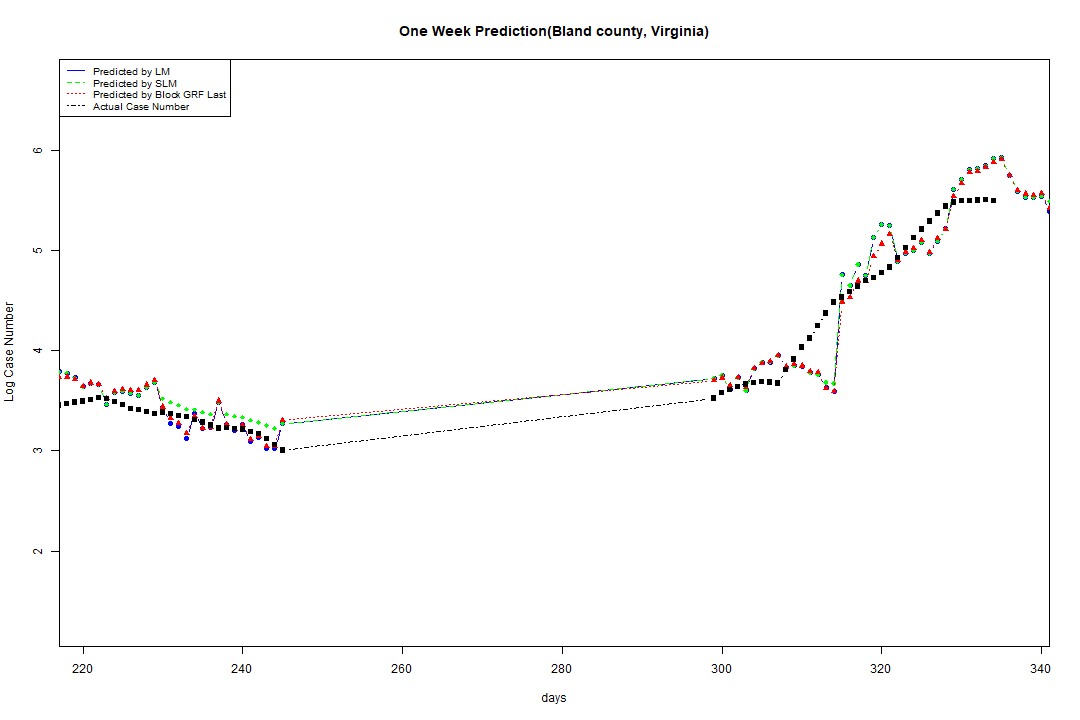 One Week Prediction(Bland county, Virginia)
Predicted by LM
Predicted by SLM
Predicted by Block GRF Last
Actual Case Number
6
5
4
3
2
Log Case Number
220 240 260 280 300 320 340
days